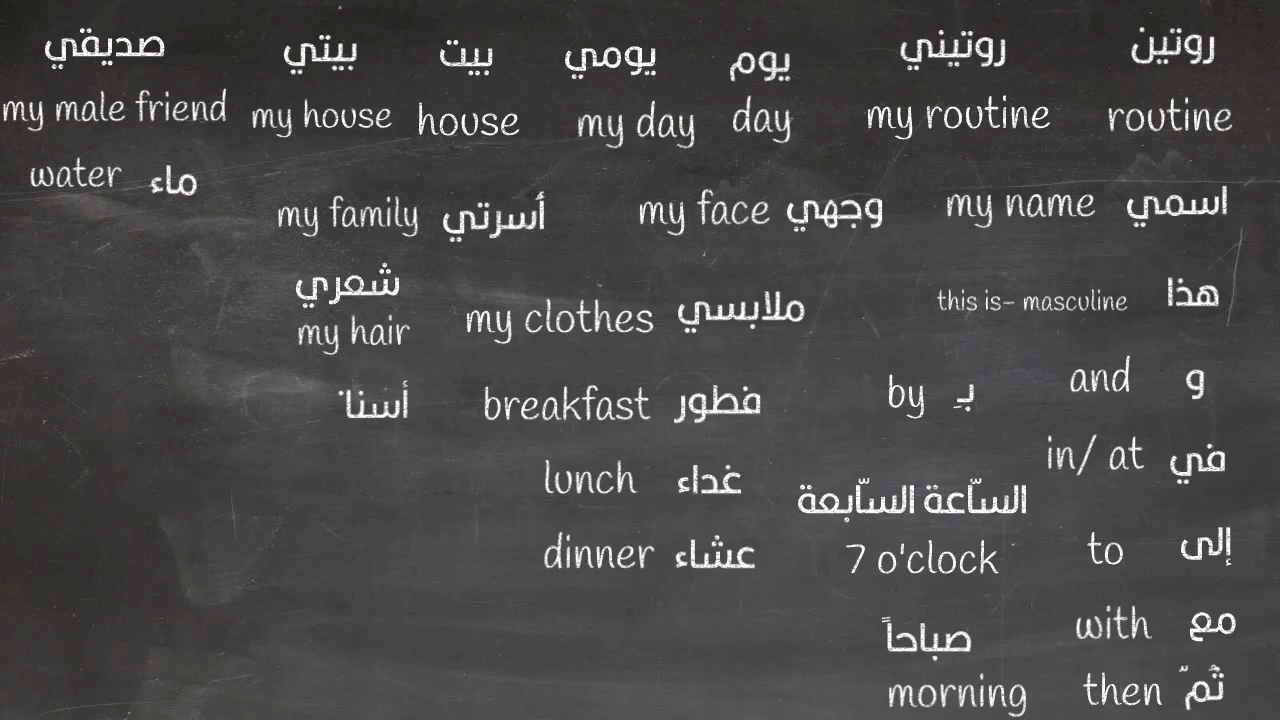 روتين
routine
روتيني
my routine
يوم
day
يومي
my day
بيت
house
بيتي
my house
صديقي
my male friend
ماء water
اسمي my name
وجهي my face
أسرتي my family
هذا this is- masculine
ملابسي my clothes
شعري
my hair
و and
بـِ by
فطور breakfast
أسنا
في in/ at
السّاعة السّابعة
7 o'clock
غداء lunch
إلى to
عشاء dinner
مع with
صباحاً
morning
ثُمّ then